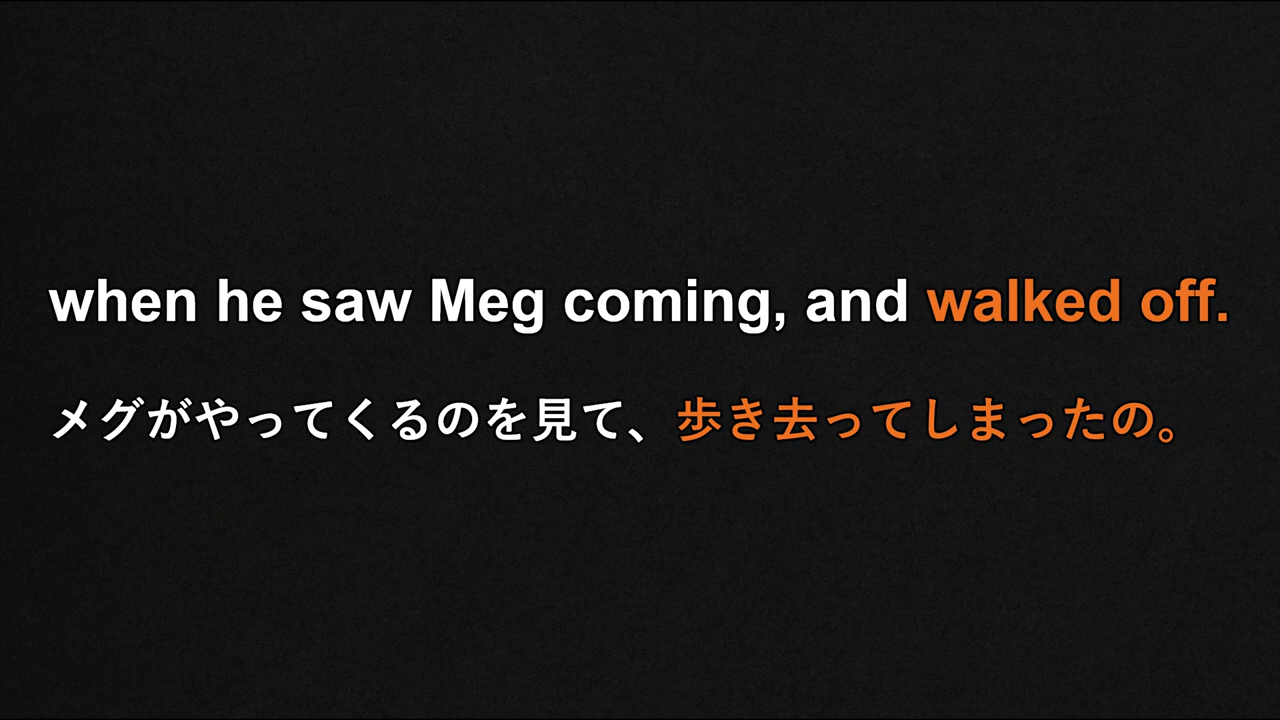 when he saw Meg coming, and walked off.
メグがやってくるのを見て、歩き去ってしまったの。